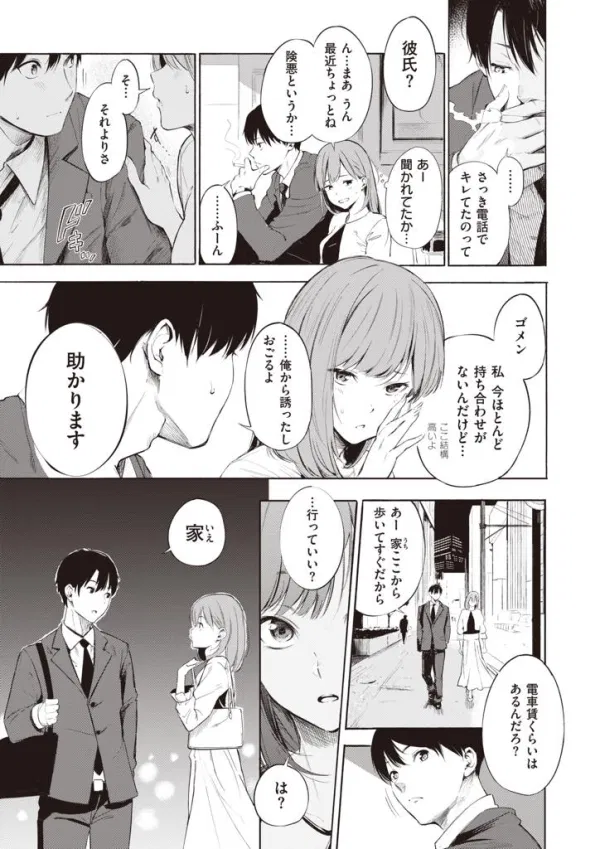 ……
さっき電話で
キレてたのって
彼氏？
あー
聞かれてたか…
ん…まあ うん
最近ちょっとね
険悪というか…
……ふーん
そ…
それよりさ
ゴメン
私 今ほとんど
持ち合わせが
ないんだけど…
ここ結構
高いよ
……俺から誘ったし
おごるよ
助かります
電車賃くらいは
あるんだろ？
あー 家ここから
うち
歩いてすぐだから
…行っていい？
は？
家
いえ